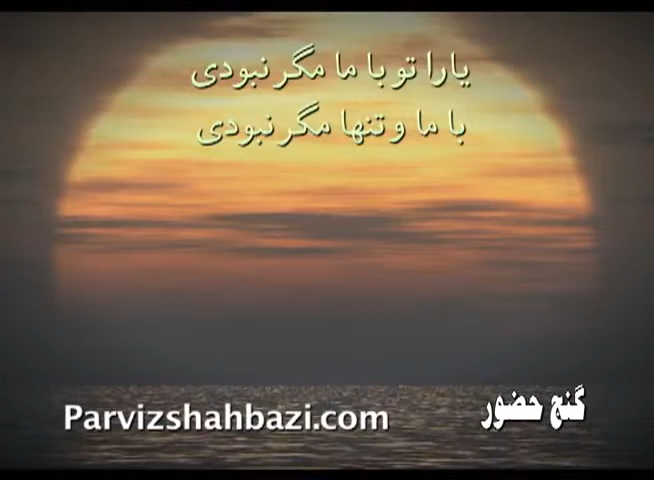 یارا تو با ما مگر نبودی
با ما و تنها مگر نبودی
گنج حضور
Parvizshahbazi.com